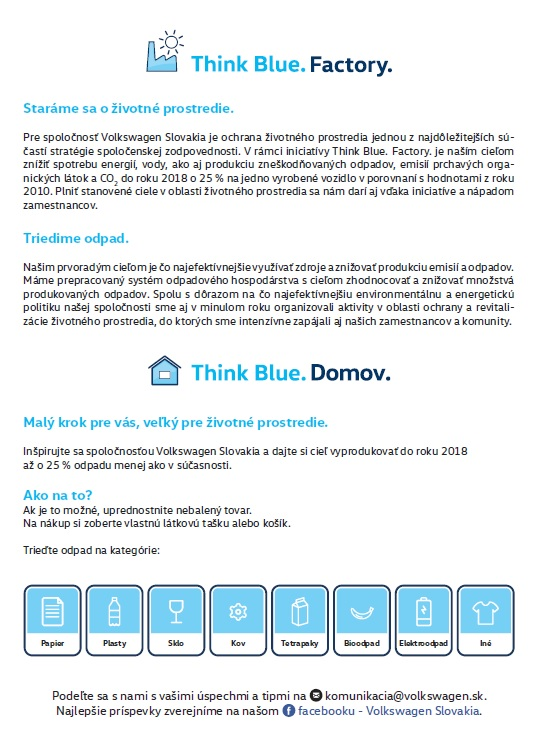 Think Blue. Factory.
Staráme sa o životné prostredie.
Pre spoločnosť Volkswagen Slovakia je ochrana životného prostredia jednou z najdôležitejších sú-
častí stratégie spoločenskej zodpovednosti. V rámci iniciatívy Think Blue. Factory. je naším cieľom
znížiť spotrebu energií, vody, ako aj produkciu zneškodňovaných odpadov, emisií prchavých orga-
nických látok a CO2 do roku 2018 o 25 % na jedno vyrobené vozidlo v porovnaní s hodnotami z roku
2010. Plniť stanovené ciele v oblasti životného prostredia sa nám darí aj vďaka iniciatíve a nápadom
zamestnancov.
Triedime odpad.
Našim prvoradým cieľom je čo najefektívnejšie využívať zdroje a znižovať produkciu emisií a odpadov.
Máme prepracovaný systém odpadového hospodárstva s cieľom zhodnocovať a znižovať množstvá
produkovaných odpadov. Spolu s dôrazom na čo najefektívnejšiu environmentálnu a energetickú
politiku našej spoločnosti sme aj v minulom roku organizovali aktivity v oblasti ochrany a revitali-
zácie životného prostredia, do ktorých sme intenzívne zapájali aj našich zamestnancov a komunity.
Think Blue. Domov.
Malý krok pre vás, veľký pre životné prostredie.
Inšpirujte sa spoločnosťou Volkswagen Slovakia a dajte si cieľ vyprodukovať do roku 2018
až o 25 % odpadu menej ako v súčasnosti.
Ako na to?
Ak je to možné, uprednostnite nebalený tovar.
Na nákup si zoberte vlastnú látkovú tašku alebo košík.
Trieďte odpad na kategórie:
Papier Plasty Sklo Kov Tetrapaky Bioodpad Elektroodpad Iné
Podeľte sa s nami s vašimi úspechmi a tipmi na komunikacia@volkswagen.sk.
Najlepšie príspevky zverejníme na našom facebooku - Volkswagen Slovakia.